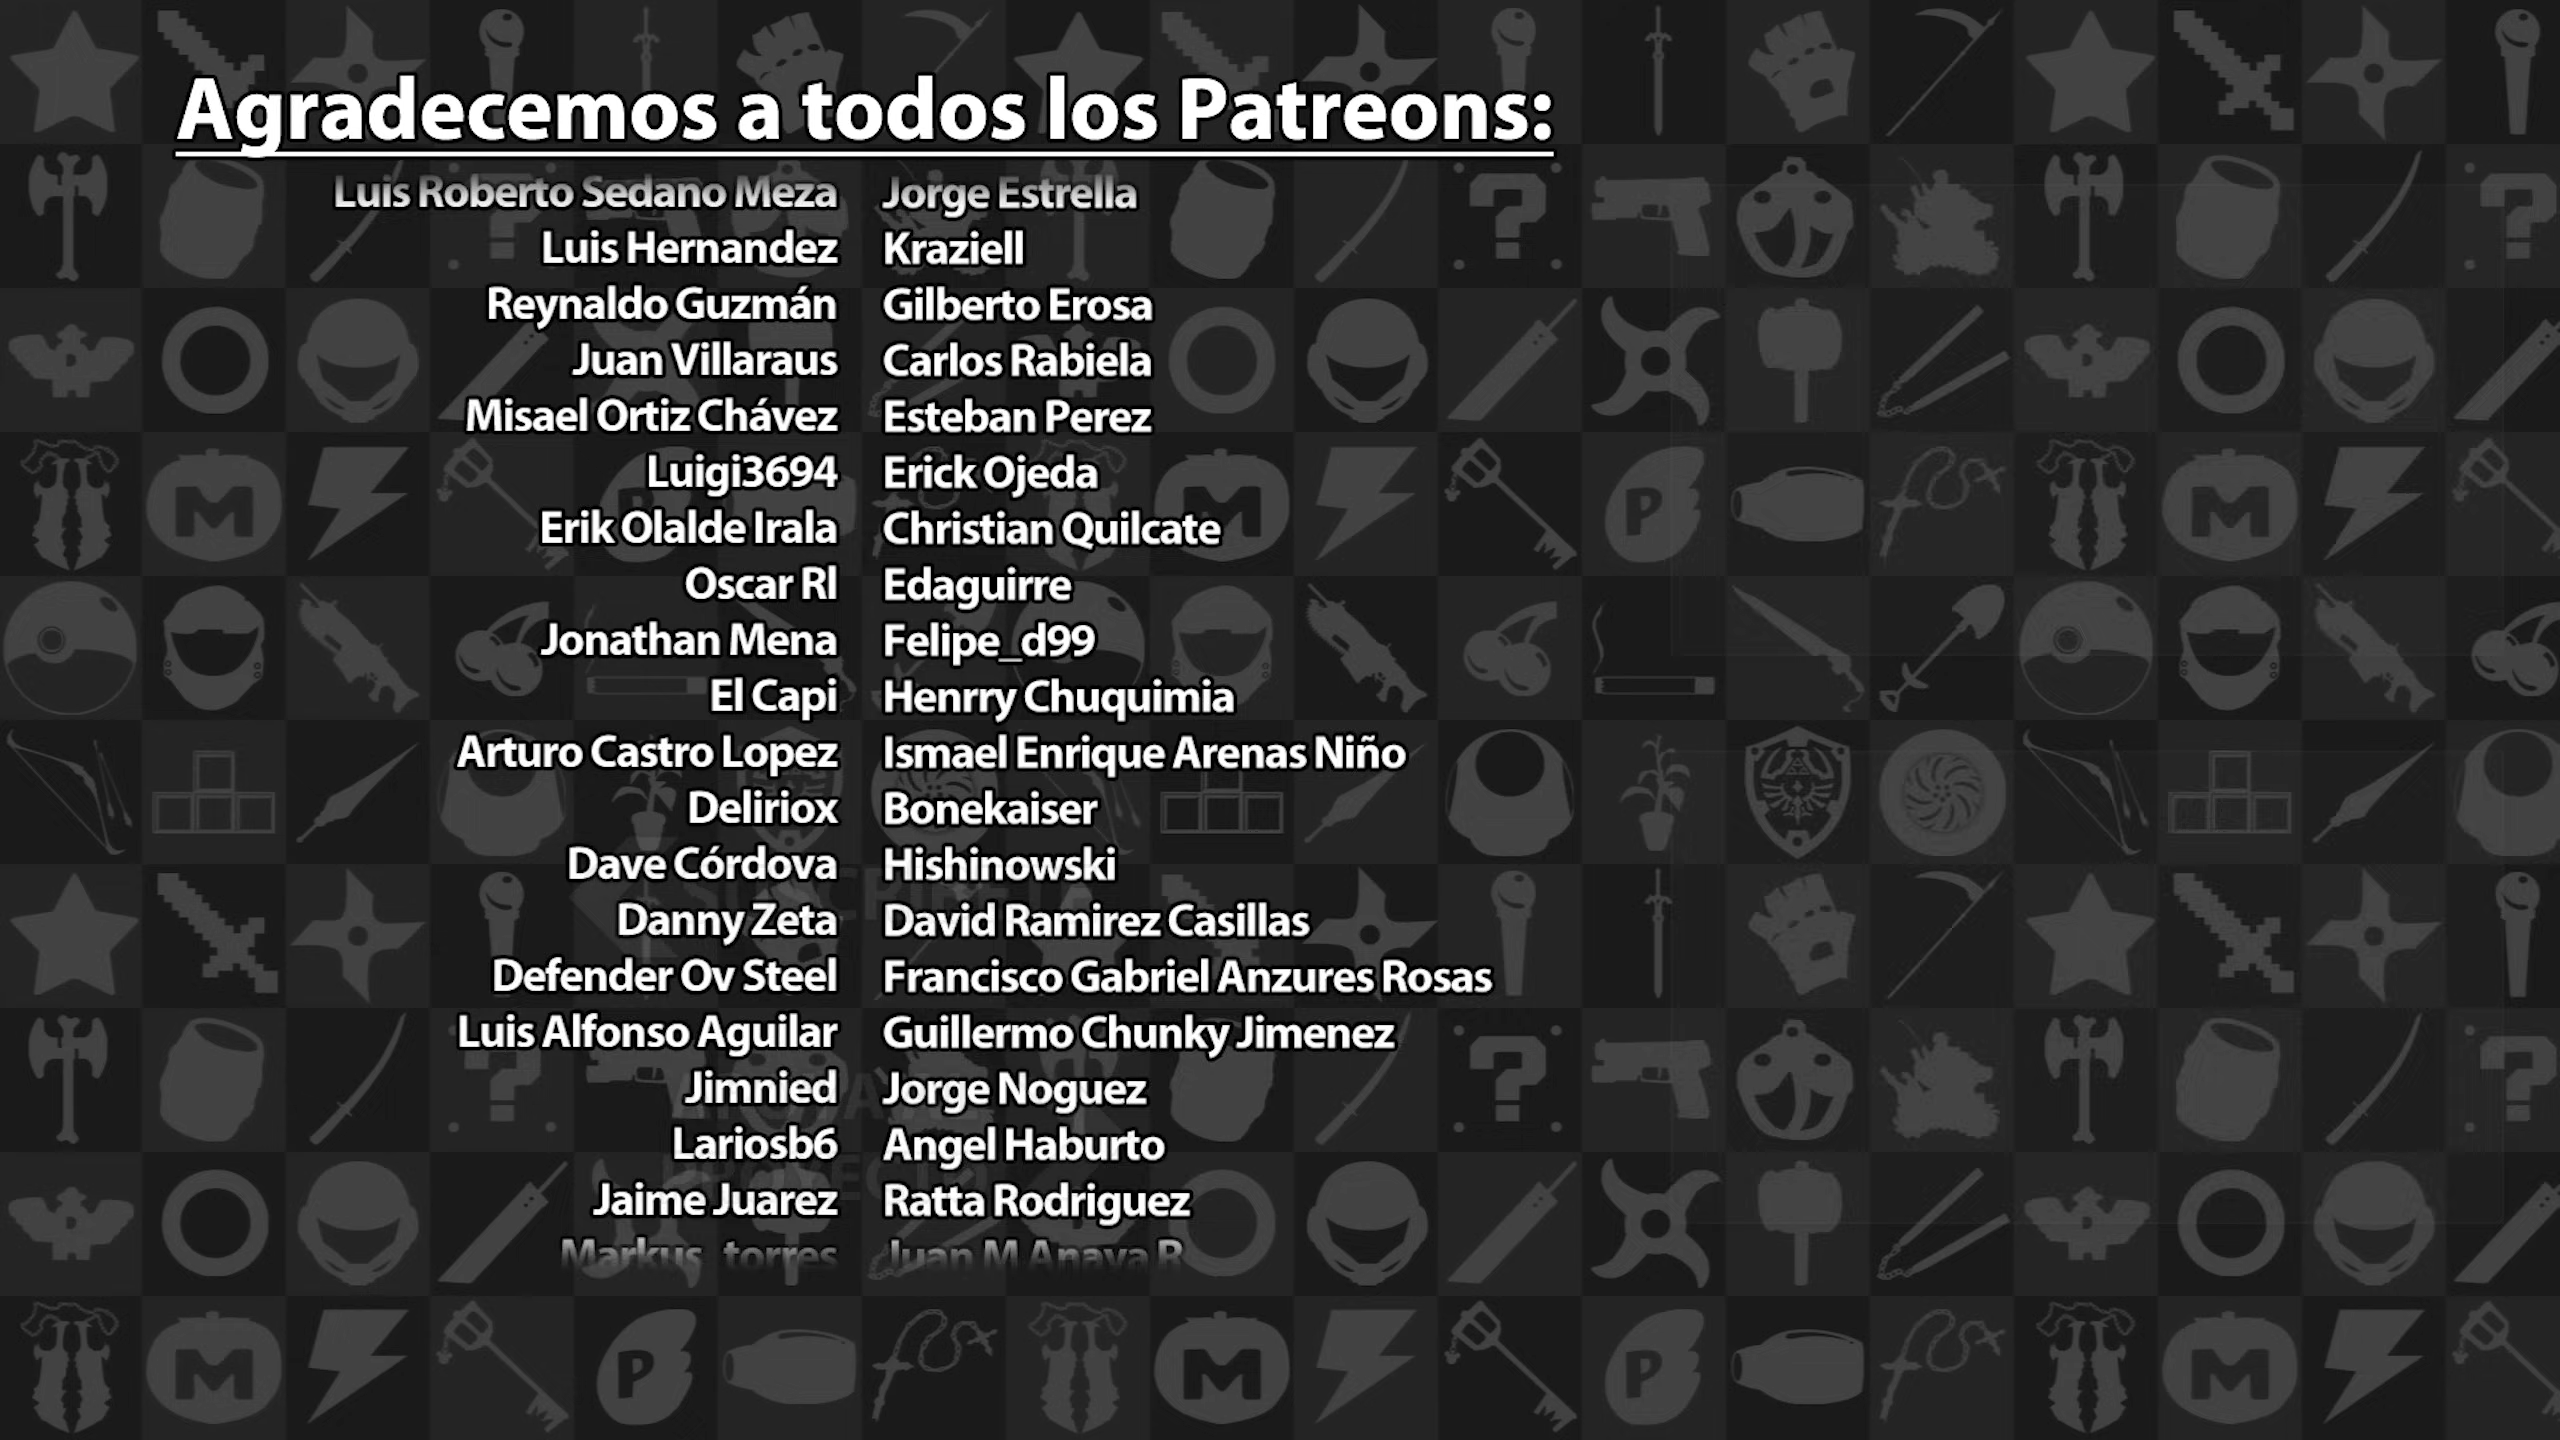 Agradecemos a todos los Patreons:
Luis Roberto Sedano Meza Jorge Estrella
Luis Hernandez Kraziell
Reynaldo Guzmán Gilberto Erosa
Juan Villaraus Carlos Rabiela
Misael Ortiz Chávez Esteban Perez
Luigi3694 Erick Ojeda
Erik Olalde Irala Christian Quilcate
Oscar Rl Edaguirre
Jonathan Mena Felipe_d99
El Capi Henrry Chuquimia
Arturo Castro Lopez Ismael Enrique Arenas Niño
Deliriox Bonekaiser
Dave Córdova Hishinowski
Danny Zeta David Ramirez Casillas
Defender Ov Steel Francisco Gabriel Anzures Rosas
Luis Alfonso Aguilar Guillermo Chunky Jimenez
Jimnied Jorge Noguez
Lariosb6 Angel Haburto
Jaime Juarez Ratta Rodriguez
Markus_torres Juan M Anaya R